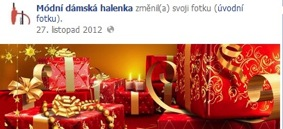 Módní dámská halenka změnil(a) svoji fotku (úvodní
fotku).
27. listopad 2012